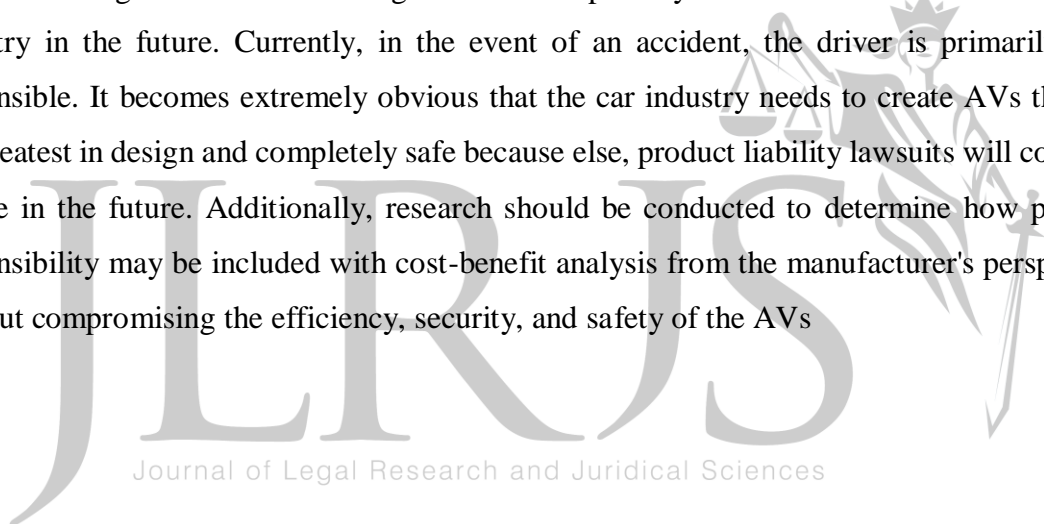 try in the future. Currently, in the event of an accident, the driver is primaril
nsible. It becomes extremely obvious that the car industry needs to create AVs th
eatest in design and completely safe because else, product liability lawsuits will co
e in the future. Additionally, research should be conducted to determine how p
nsibility may be included with cost-benefit analysis from the manufacturer's persp
ut compromising the efficiency, security, and safety of the AVs
JLRJS
Journal of Legal Research and Juridical Sciences